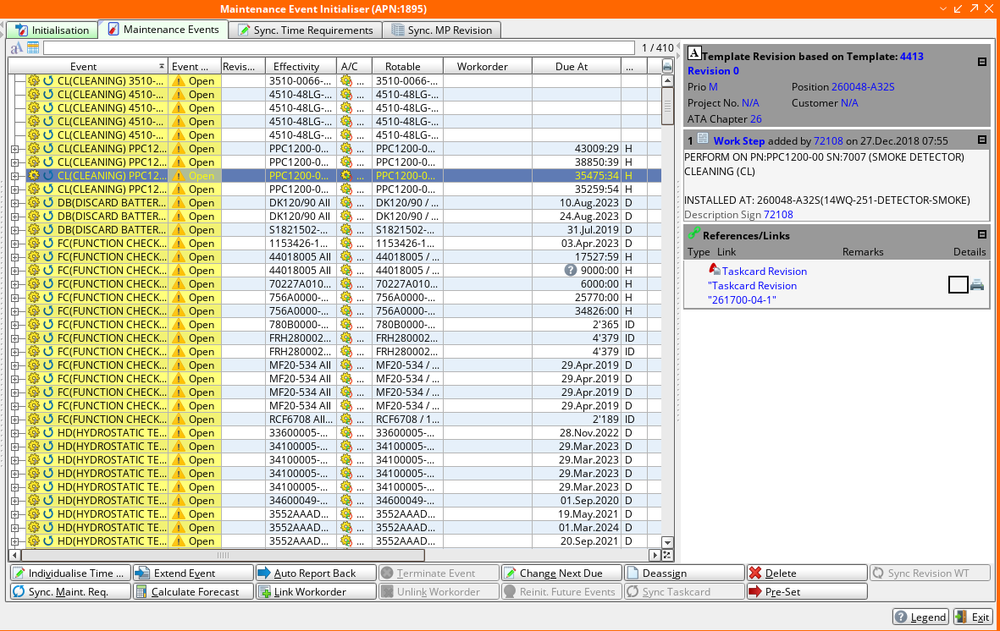 Maintenance Event Initialiser (APN:1895)
Initialisation Maintenance Events Sync. Time Requirements Sync. MP Revision
1 / 410
Event Event ... Revis... Effectivity A/C Rotable Workorder Due At ...
CL(CLEANING) 3510-... Open 3510-0066-... ... 3510-0066-...
CL(CLEANING) 4510-... Open 4510-48LG-... ... 4510-48LG-...
CL(CLEANING) 4510-... Open 4510-48LG-... ... 4510-48LG-...
CL(CLEANING) 4510-... Open 4510-48LG-... ... 4510-48LG-...
CL(CLEANING) 4510-... Open 4510-48LG-... ... 4510-48LG-...
CL(CLEANING) PPC12... Open PPC1200-0... ... PPC1200-0... 43009:29 H
CL(CLEANING) PPC12... Open PPC1200-0... ... PPC1200-0... 38850:39 H
CL(CLEANING) PPC12... Open PPC1200-0... ... PPC1200-0... 35475:34 H
CL(CLEANING) PPC12... Open PPC1200-0... ... PPC1200-0... 35259:54 H
DB(DISCARD BATTER... Open DK120/90 All ... DK120/90 / ... 10.Aug.2023 D
DB(DISCARD BATTER... Open DK120/90 All ... DK120/90 / ... 24.Aug.2023 D
DB(DISCARD BATTER... Open S1821502-... ... S1821502-... 31.Jul.2019 D
FC(FUNCTION CHECK... Open 1153426-1... ... 1153426-1... 03.Apr.2023 D
FC(FUNCTION CHECK... Open 44018005 All ... 44018005 / ... 17527:59 H
FC(FUNCTION CHECK... Open 44018005 All ... 44018005 / ... 9000:00 H
FC(FUNCTION CHECK... Open 70227A010... ... 70227A010... 6000:00 H
FC(FUNCTION CHECK... Open 756A0000-... ... 756A0000-... 25770:00 H
FC(FUNCTION CHECK... Open 756A0000-... ... 756A0000-... 34826:00 H
FC(FUNCTION CHECK... Open 780B0000-... ... 780B0000-... 2'365 ID
FC(FUNCTION CHECK... Open FRH280002... ... FRH280002... 4'379 ID
FC(FUNCTION CHECK... Open FRH280002... ... FRH280002... 4'379 ID
FC(FUNCTION CHECK... Open MF20-534 All ... MF20-534 / ... 29.Apr.2019 D
FC(FUNCTION CHECK... Open MF20-534 All ... MF20-534 / ... 29.Apr.2019 D
FC(FUNCTION CHECK... Open MF20-534 All ... MF20-534 / ... 29.Apr.2019 D
FC(FUNCTION CHECK... Open MF20-534 All ... MF20-534 / ... 29.Apr.2019 D
FC(FUNCTION CHECK... Open RCF6708 All... ... RCF6708 / 1... 2'189 ID
HD(HYDROSTATIC TE... Open 33600005-... ... 33600005-... 28.Nov.2022 D
HD(HYDROSTATIC TE... Open 34100005-... ... 34100005-... 29.Mar.2023 D
HD(HYDROSTATIC TE... Open 34100005-... ... 34100005-... 29.Mar.2023 D
HD(HYDROSTATIC TE... Open 34100005-... ... 34100005-... 29.Mar.2023 D
HD(HYDROSTATIC TE... Open 34100005-... ... 34100005-... 29.Mar.2023 D
HD(HYDROSTATIC TE... Open 34600049-... ... 34600049-... 01.Sep.2020 D
HD(HYDROSTATIC TE... Open 3552AAAD... ... 3552AAAD... 19.May.2021 D
HD(HYDROSTATIC TE... Open 3552AAAD... ... 3552AAAD... 01.Mar.2024 D
HD(HYDROSTATIC TE... Open 3552AAAD... ... 3552AAAD... 20.Sep.2021 D
A Template Revision based on Template: 4413
Revision 0
Prio M Position 260048-A32S
Project No. N/A Customer N/A
ATA Chapter 26
1 Work Step added by 72108 on 27.Dec.2018 07:55
PERFORM ON PN:PPC1200-00 SN:7007 (SMOKE DETECTOR)
CLEANING (CL)
INSTALLED AT: 260048-A32S(14WQ-251-DETECTOR-SMOKE)
Description Sign 72108
References/Links
Type Link Remarks Details
Taskcard Revision
"Taskcard Revision
"261700-04-1"
Individualise Time ... Extend Event Auto Report Back Terminate Event Change Next Due Deassign Delete Sync Revision WT
Sync. Maint. Req. Calculate Forecast Link Workorder Unlink Workorder Reinit. Future Events Sync Taskcard Pre-Set
Legend Exit